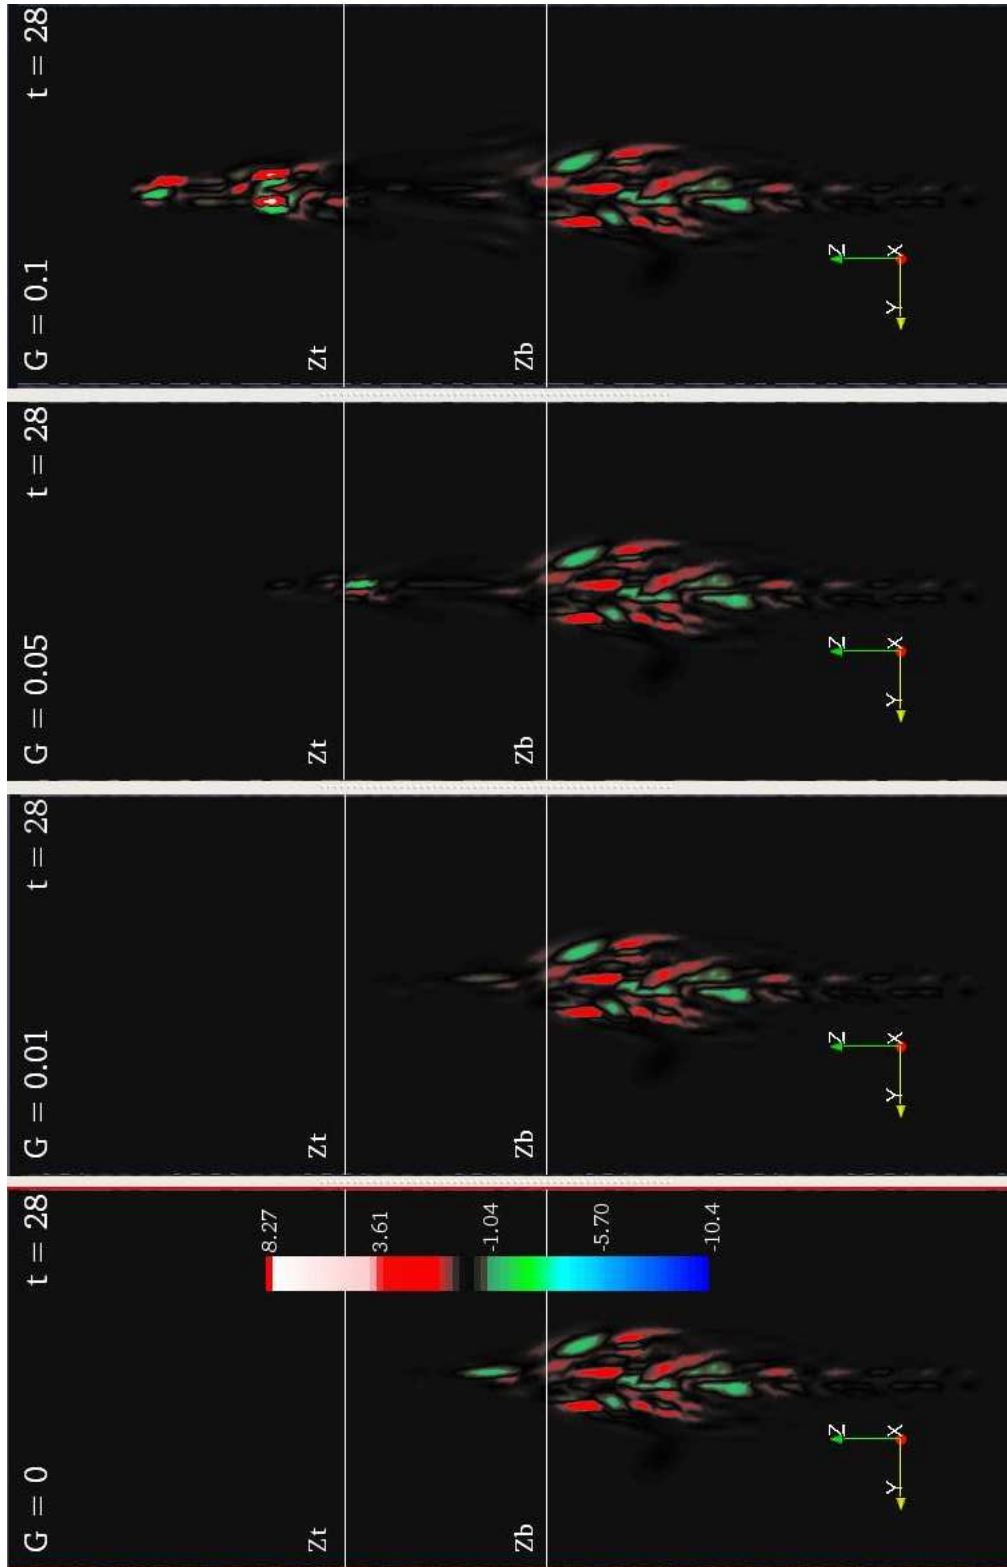 G = 0.1 t = 28
Zt
Zb
Z
Y X
G = 0.05 t = 28
Zt
Zb
Z
Y X
G = 0.01 t = 28
Zt
Zb
Z
Y X
G = 0 t = 28
Zt
Zb
8.27
3.61
-1.04
-5.70
-10.4
Z
Y X